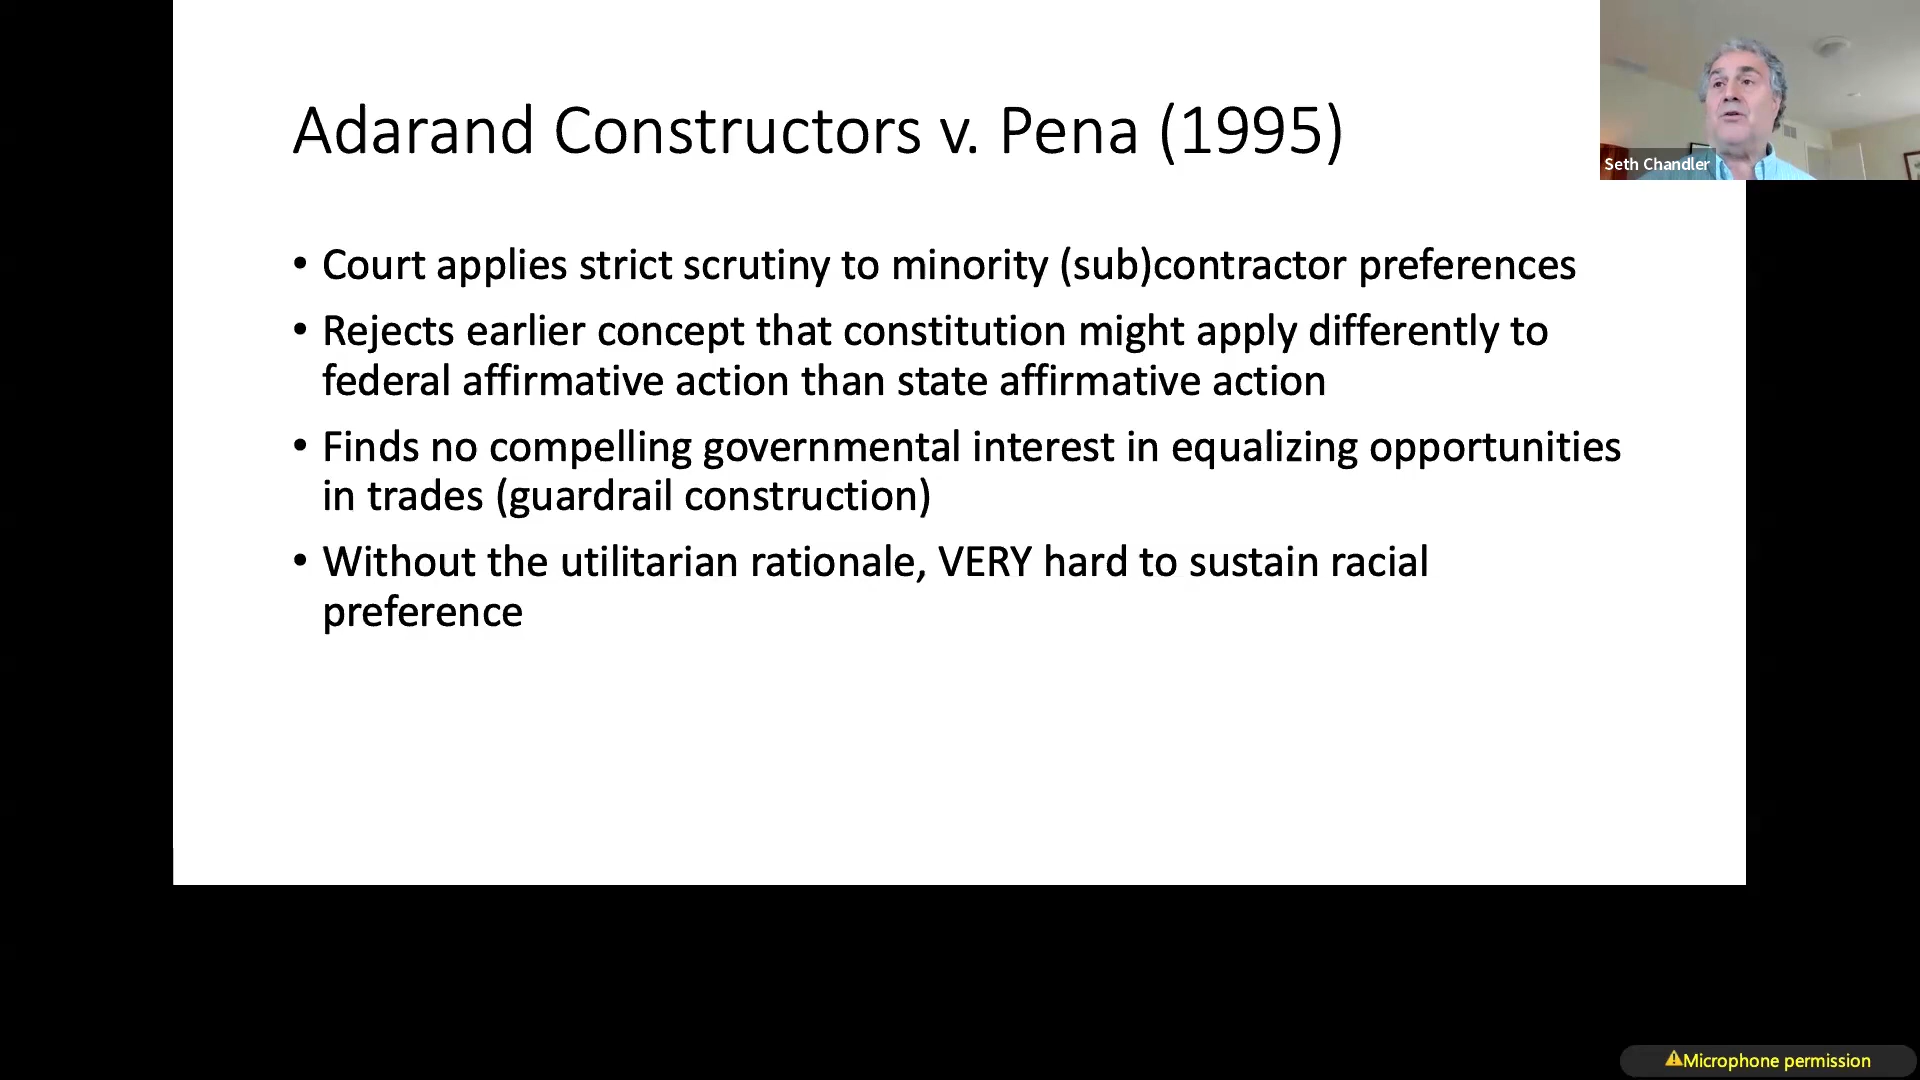 Adarand Constructors v. Pena (1995)
Seth Chandler
• Court applies strict scrutiny to minority (sub)contractor preferences
• Rejects earlier concept that constitution might apply differently to
federal affirmative action than state affirmative action
• Finds no compelling governmental interest in equalizing opportunities
in trades (guardrail construction)
• Without the utilitarian rationale, VERY hard to sustain racial
preference
Microphone permission